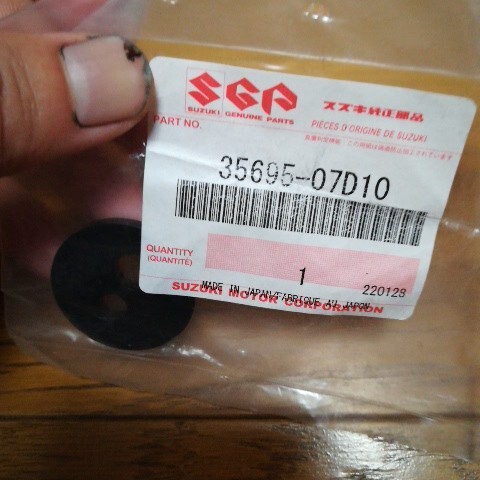 SGP スズキ純正部品
SUZUKI GENUINE PARTS
PIÈCES D'ORIGINE DE SUZUKI
PART NO.
35695-07D10
QUANTITY
(QUANTITÉ)
1
220128
MADE IN JAPAN/FABRIQUE AU JAPON
SUZUKI MOTOR CORPORATION